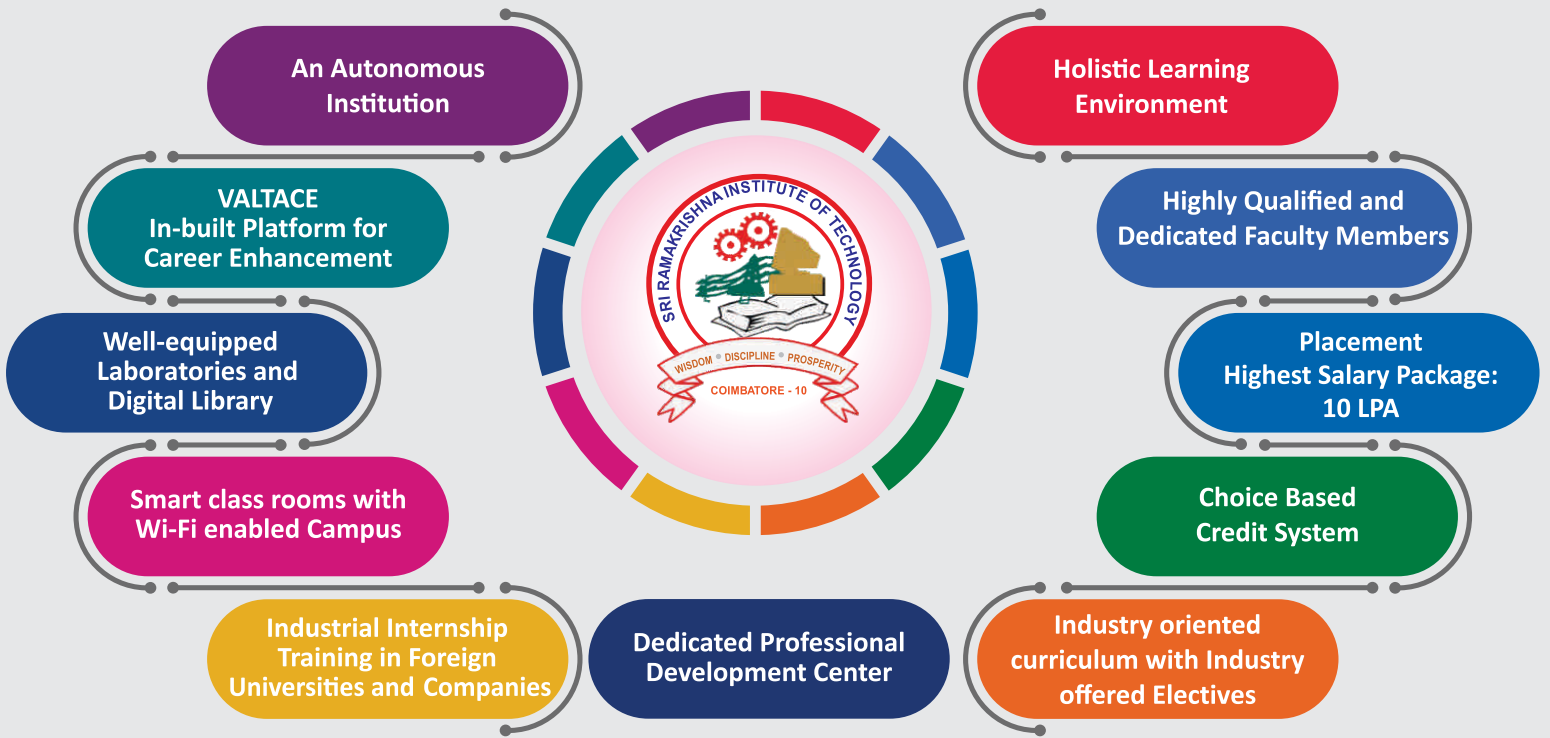 An Autonomous
Institution
VALTACE
In-built Platform for
Career Enhancement
Well-equipped
Laboratories and
Digital Library
Smart class rooms with
Wi-Fi enabled Campus
Industrial Internship
Training in Foreign
Universities and Companies
SRI RAMAKRISHNA INSTITUTE OF TECHNOLOGY
WISDOM • DISCIPLINE • PROSPERITY
COIMBATORE - 10
Dedicated Professional
Development Center
Holistic Learning
Environment
Highly Qualified and
Dedicated Faculty Members
Placement
Highest Salary Package:
10 LPA
Choice Based
Credit System
Industry oriented
curriculum with Industry
offered Electives